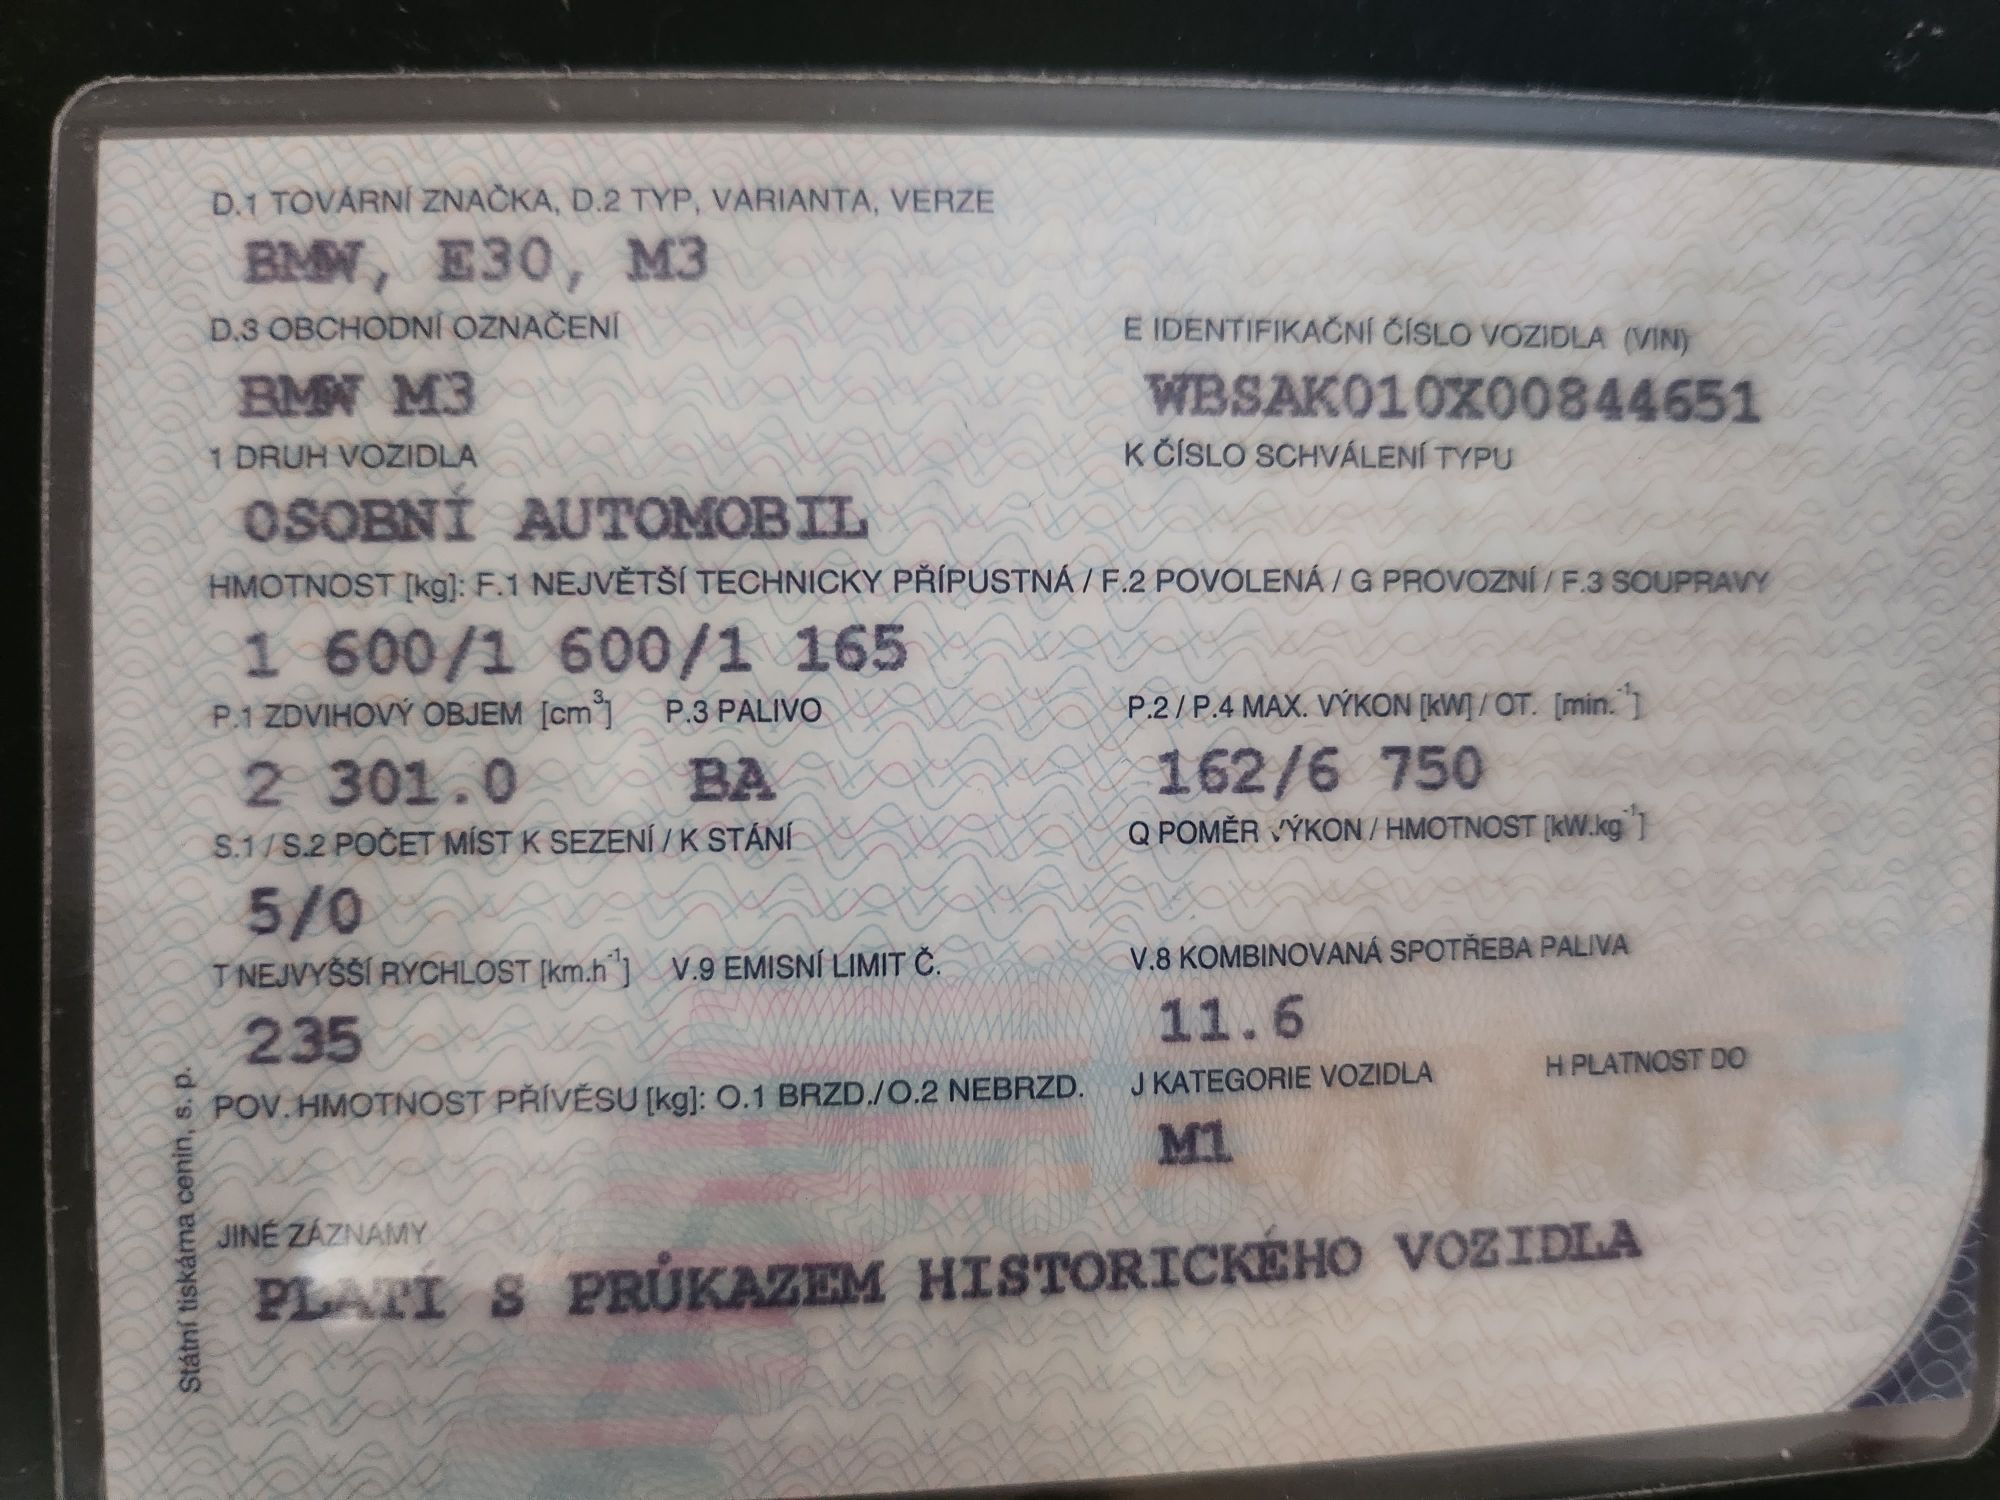 D.1 TOVÁRNÍ ZNAČKA, D.2 TYP, VARIANTA, VERZE
BMW, E30, M3
D.3 OBCHODNÍ OZNAČENÍ E IDENTIFIKAČNÍ ČÍSLO VOZIDLA (VIN)
BMW M3 WBSAK010X00844651
1 DRUH VOZIDLA K ČÍSLO SCHVÁLENÍ TYPU
OSOBNÍ AUTOMOBIL
HMOTNOST [kg]: F.1 NEJVĚTŠÍ TECHNICKY PŘÍPUSTNÁ / F.2 POVOLENÁ / G PROVOZNÍ / F.3 SOUPRAVY
1 600/1 600/1 165
P.1 ZDVIHOVÝ OBJEM [cm³] P.3 PALIVO P.2 / P.4 MAX. VÝKON [kW] / OT. [min.⁻¹]
2 301.0 BA 162/6 750
S.1 / S.2 POČET MÍST K SEZENÍ / K STÁNÍ Q POMĚR VÝKON / HMOTNOST [kW.kg⁻¹]
5/0
T NEJVYŠŠÍ RYCHLOST [km.h⁻¹] V.9 EMISNÍ LIMIT Č. V.8 KOMBINOVANÁ SPOTŘEBA PALIVA
235 11.6
POV. HMOTNOST PŘÍVĚSU [kg]: O.1 BRZD./O.2 NEBRZD. J KATEGORIE VOZIDLA H PLATNOST DO
M1
JINÉ ZÁZNAMY
PLATÍ S PRŮKAZEM HISTORICKÉHO VOZIDLA
Státní tiskárna cenin, s. p.